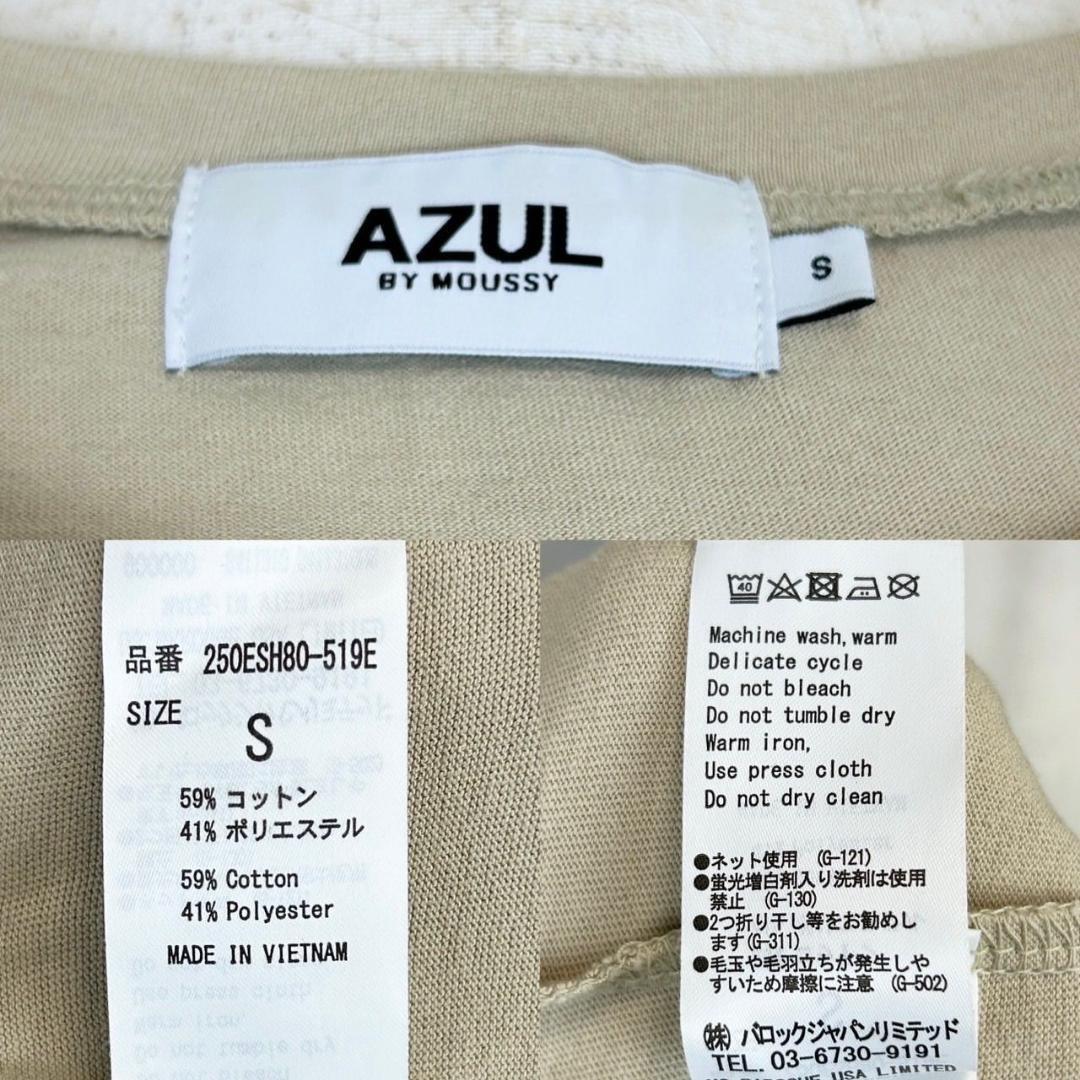 AZUL
BY MOUSSY
S
品番 250ESH80-519E
SIZE
S
59% コットン
41% ポリエステル
59% Cotton
41% Polyester
MADE IN VIETNAM
40
Machine wash,warm
Delicate cycle
Do not bleach
Do not tumble dry
Warm iron,
Use press cloth
Do not dry clean
●ネット使用 (G-121)
●蛍光増白剤入り洗剤は使用
禁止 (G-130)
●2つ折り干し等をお勧めし
ます(G-311)
●毛玉や毛羽立ちが発生しや
すいため摩擦に注意 (G-502)
(株) バロックジャパンリミテッド
TEL. 03-6730-9191
BAROQUE USA LIMITED